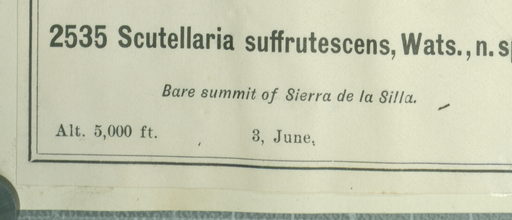 2535 Scutellaria suffrutescens, Wats., n. s
Bare summit of Sierra de la Silla.
Alt. 5,000 ft. 3, June,